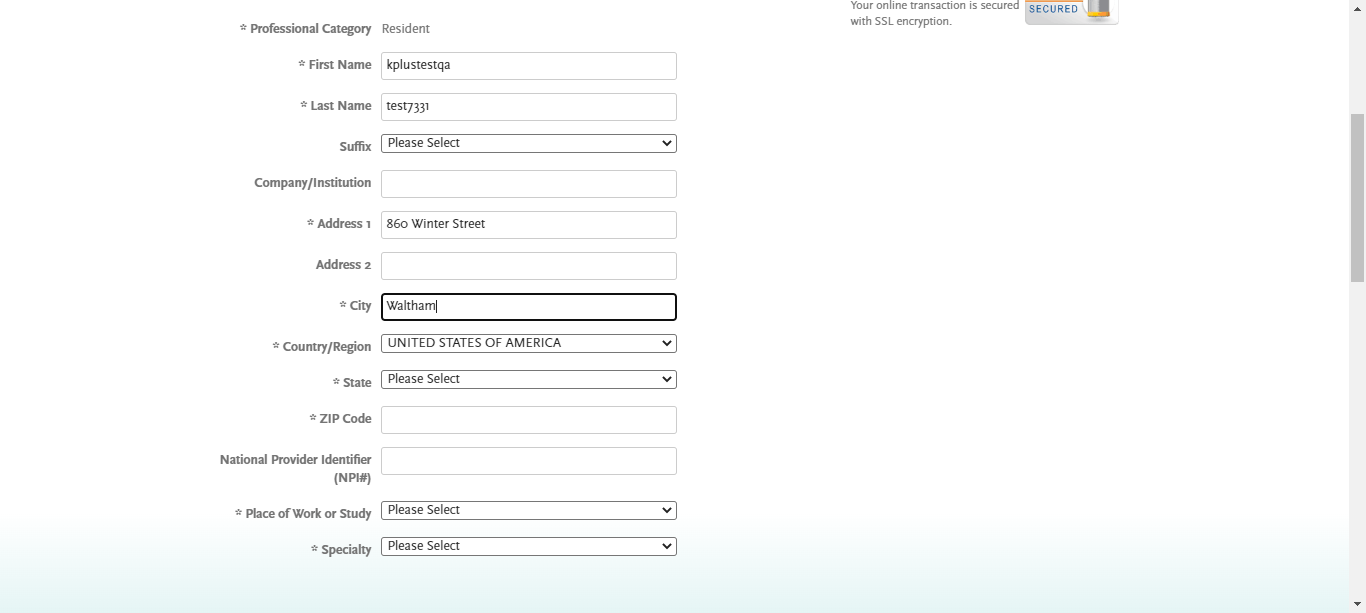 Your online transaction is secured
with SSL encryption.
SECURED
* Professional Category Resident
* First Name kplustestqa
* Last Name test7331
Suffix Please Select
Company/Institution
* Address 1 860 Winter Street
Address 2
* City Waltham
* Country/Region UNITED STATES OF AMERICA
* State Please Select
* ZIP Code
National Provider Identifier
(NPI#)
* Place of Work or Study Please Select
* Specialty Please Select